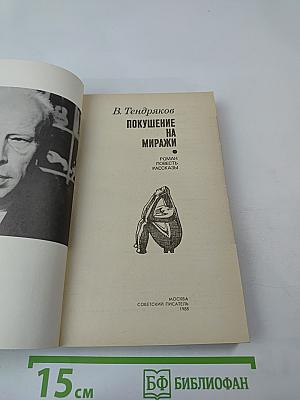 В. Тендряков
ПОКУШЕНИЕ
НА
МИРАЖИ
РОМАН
ПОВЕСТЬ
РАССКАЗЫ
МОСКВА
СОВЕТСКИЙ ПИСАТЕЛЬ
1988
15 см
БФ БИБЛИОФАН